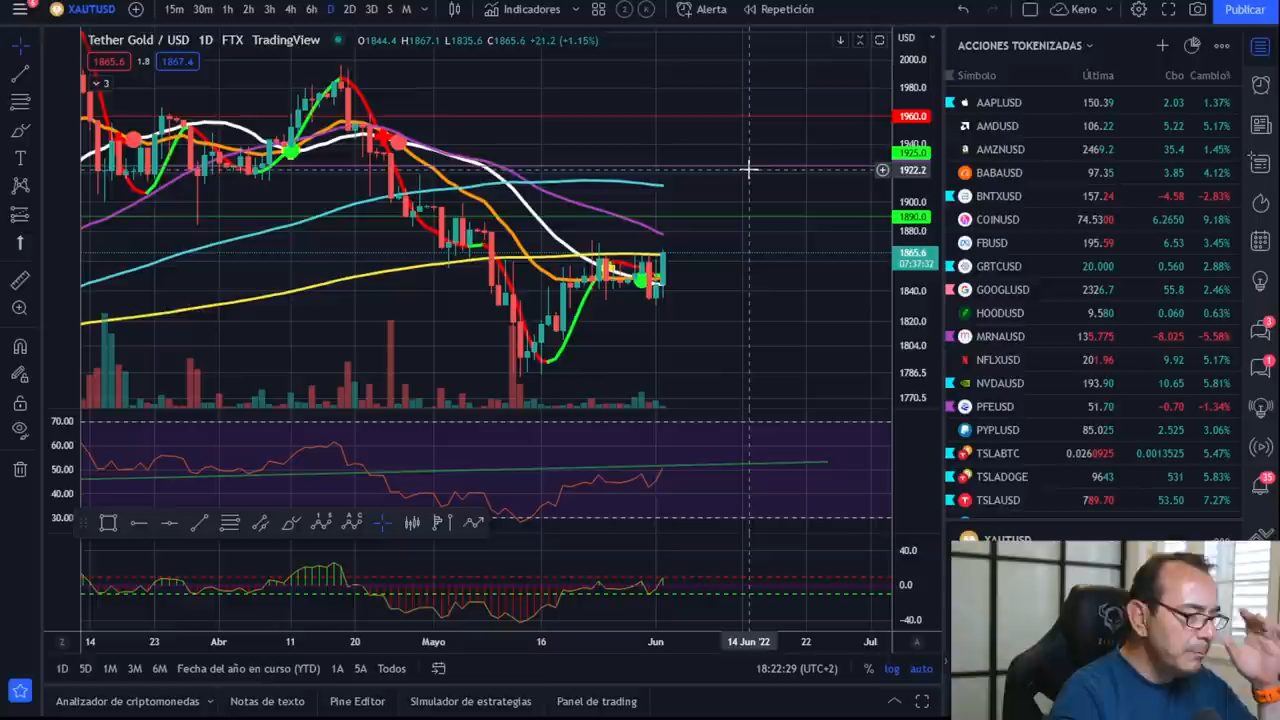 XAUTUSD 15m 30m 1h 2h 3h 4h 6h D 2D 3D S M Indicadores Alerta Repetición Keno Publicar
Tether Gold / USD 1D FTX TradingView O1844.4 H1867.1 L1835.6 C1865.6 +21.2 (+1.15%)
1865.6 1.8 1867.4
3
USD
2000.0
1980.0
1960.0
1940.0
1925.0
1922.2
1890.0
1880.0
1865.6
07:37:32
1840.0
1820.0
1804.0
1786.5
1770.5
70.00
60.00
50.00
40.00
30.00
40.0
0.0
-40.0
Z 14 23 Abr 11 20 Mayo 16 Jun 14 Jun '22 22 Jul A
1D 5D 1M 3M 6M Fecha del año en curso (YTD) 1A 5A Todos 18:22:29 (UTC+2) % log auto
Analizador de criptomonedas Notas de texto Pine Editor Simulador de estrategias Panel de trading
ACCIONES TOKENIZADAS
Símbolo Última Cbo Cambio%
AAPLUSD 150.39 2.03 1.37%
AMDUSD 106.22 5.22 5.17%
AMZNUSD 2469.2 35.4 1.45%
BABAUSD 97.35 3.85 4.12%
BNTXUSD 157.24 -4.58 -2.83%
COINUSD 74.5300 6.2650 9.18%
FBUSD 192.59 6.53 3.45%
GBTCUSD 20.000 0.560 2.88%
GOOGLUSD 2326.7 55.8 2.46%
HOODUSD 9.580 0.060 0.63%
MRNAUSD 135.775 -8.025 -5.58%
NFLXUSD 201.96 9.92 5.17%
NVDAUSD 193.90 10.65 5.81%
PFEUSD 51.70 -0.70 -1.34%
PYPLUSD 85.025 2.525 3.06%
TSLABTC 0.0260925 0.0013525 5.47%
TSLADOGE 9643 531 5.83%
TSLAUSD 789.70 53.50 7.27%
XAUTUSD
3
1
35